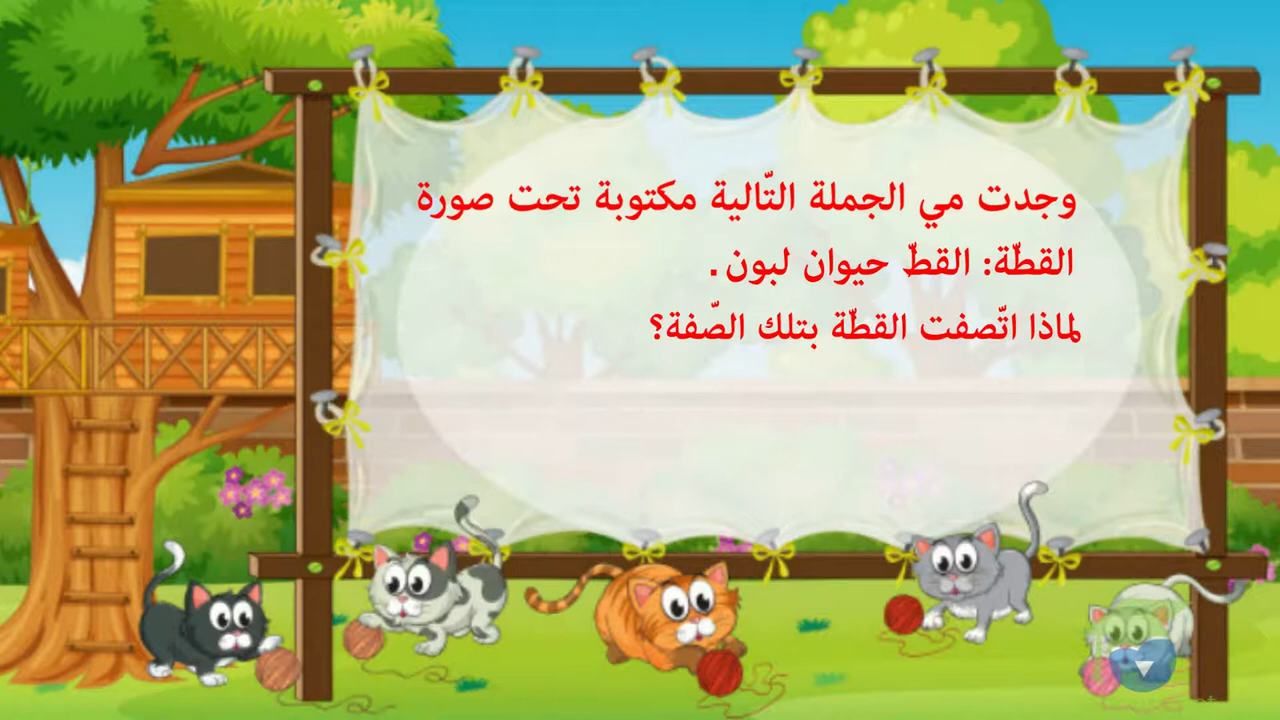 وجدت مي الجملة التّالية مكتوبة تحت صورة
القطّة: القطّ حيوان لبون.
لماذا اتّصفت القطّة بتلك الصّفة؟